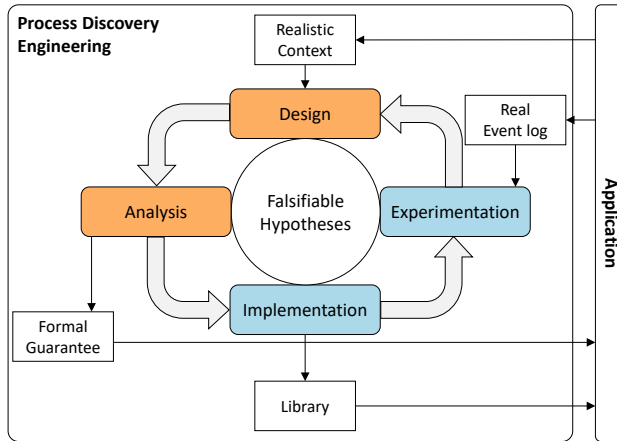 Process Discovery
Engineering
Realistic
Context
Design
Real
Event log
Analysis
Falsifiable
Hypotheses
Experimentation
Application
Implementation
Formal
Guarantee
Library